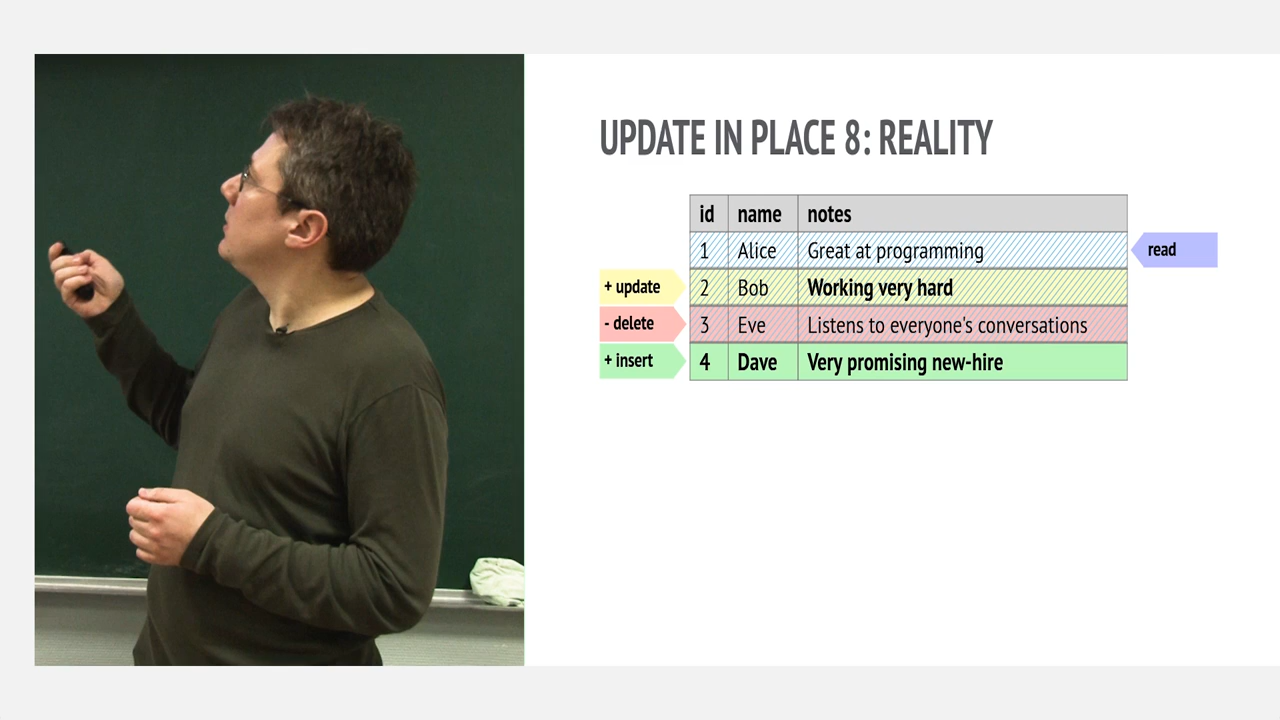 UPDATE IN PLACE 8: REALITY
id name notes
1 Alice Great at programming read
+ update 2 Bob Working very hard
- delete 3 Eve Listens to everyone's conversations
+ insert 4 Dave Very promising new-hire